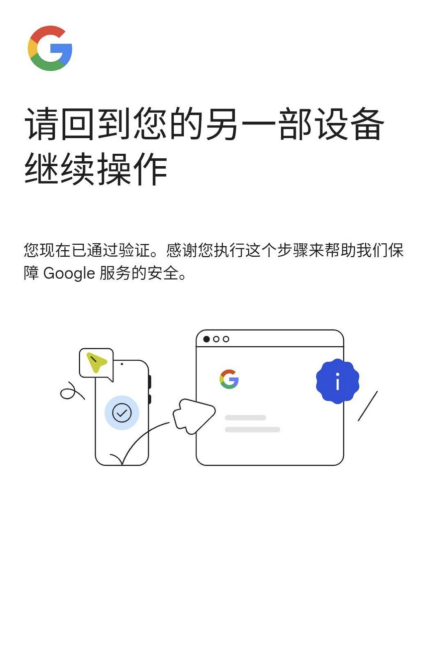 请回到您的另一部设备
继续操作
您现在已通过验证。感谢您执行这个步骤来帮助我们保
障 Google 服务的安全。